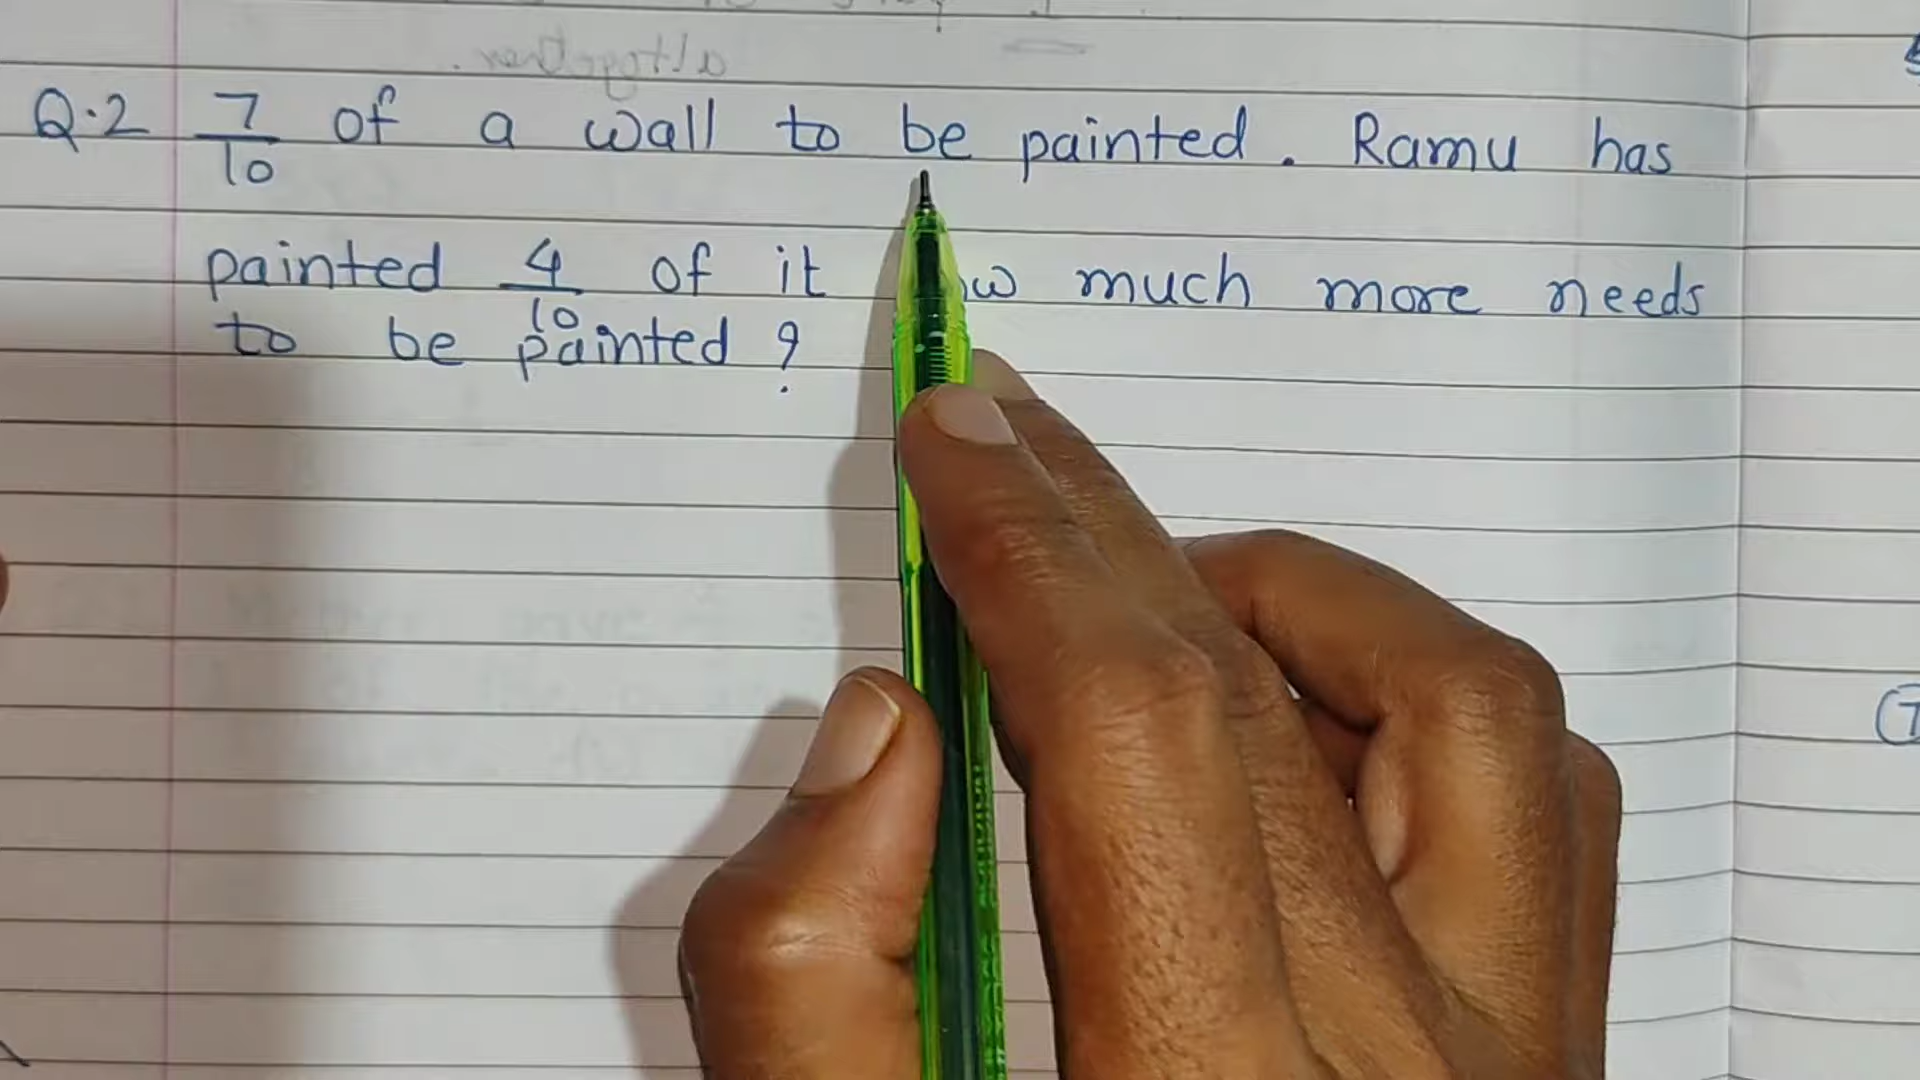 altogether.
Q.2 7/10 of a wall to be painted. Ramu has
painted 4/10 of it much more needs
to be painted ?